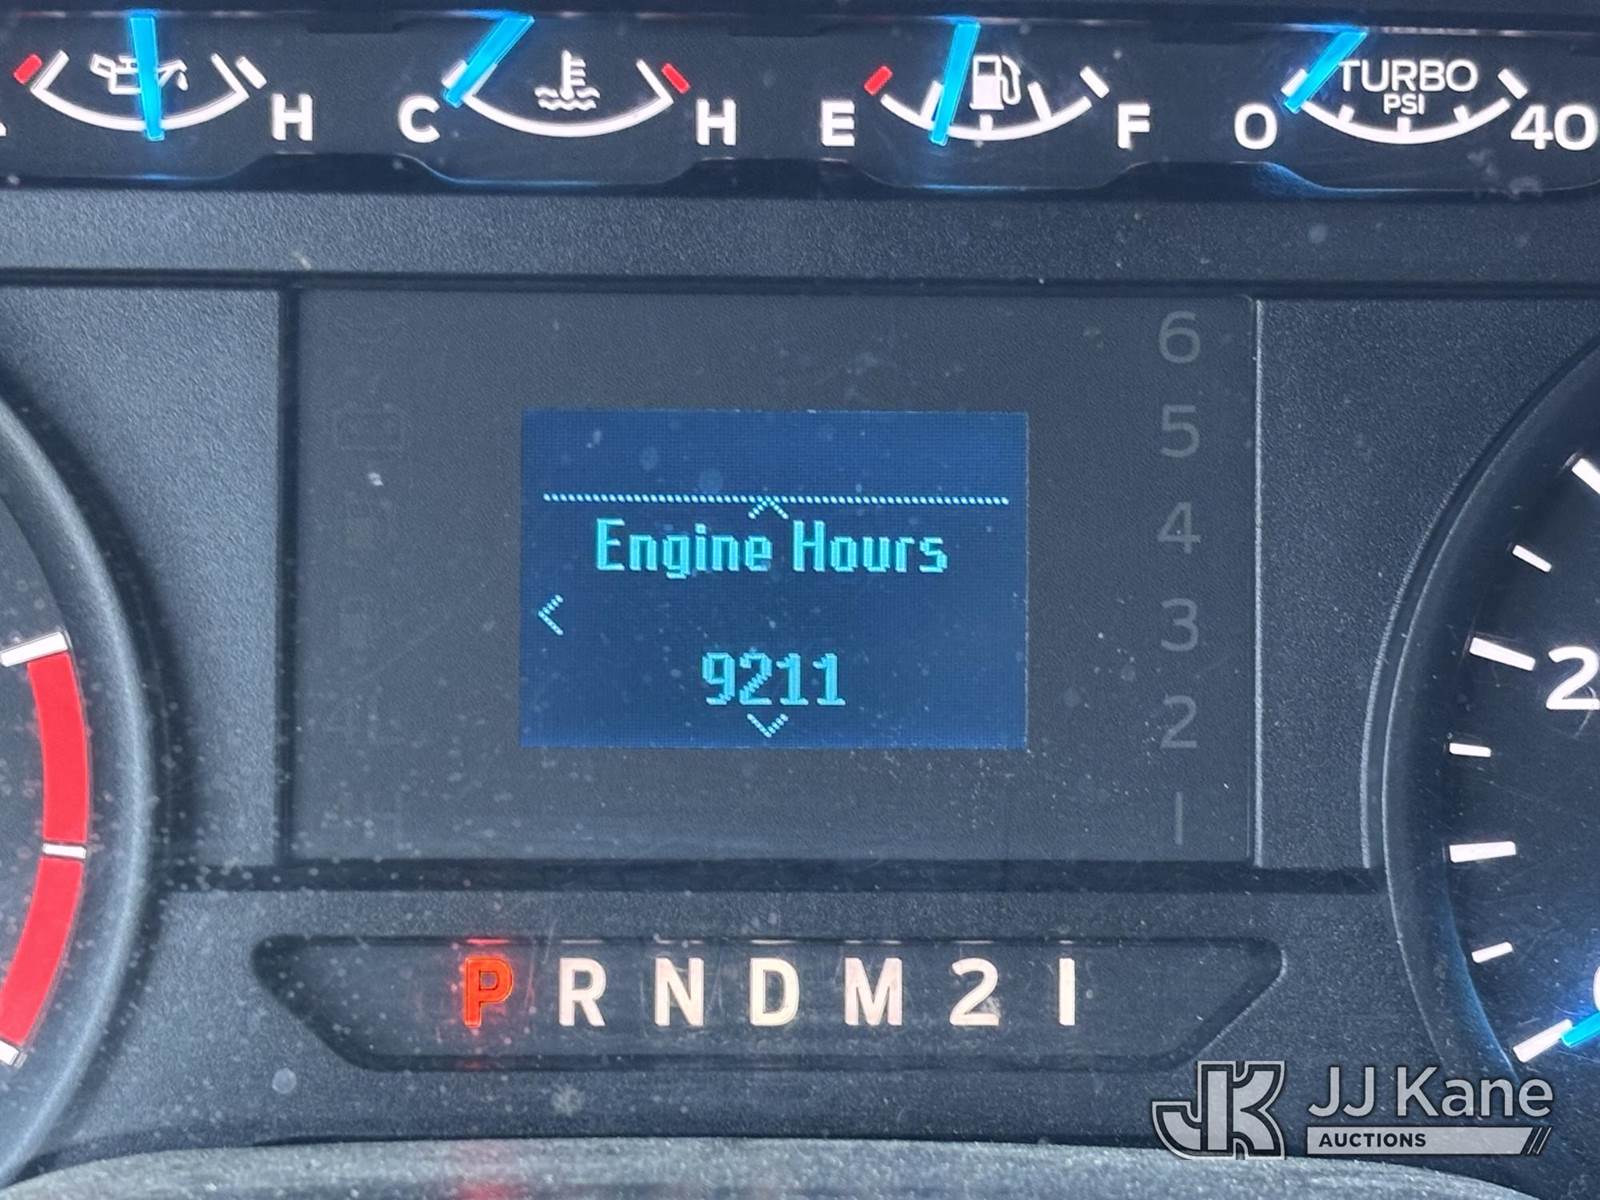 H C H E F 0 TURBO PSI 40
6
5
4
3
2
1
Engine Hours
9211
2
P R N D M 2 1
JK JJ Kane
AUCTIONS